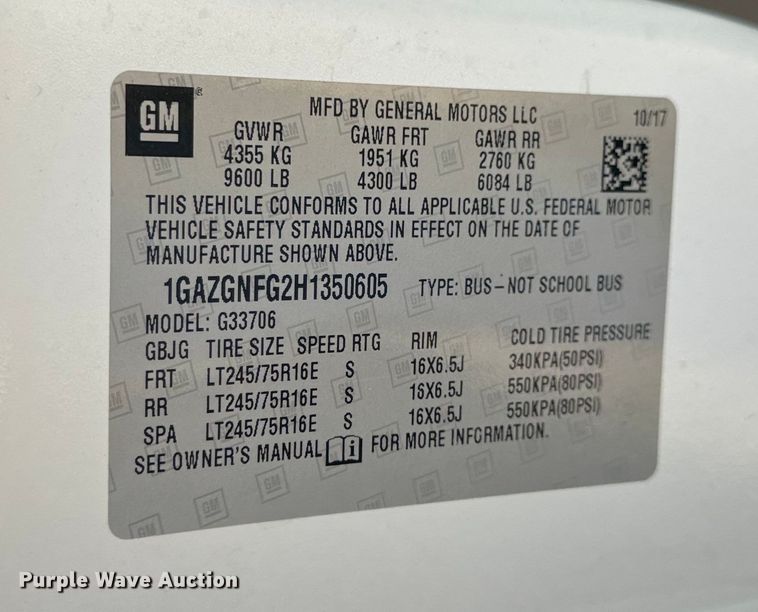 GM
MFD BY GENERAL MOTORS LLC
10/17
GVWR GAWR FRT GAWR RR
4355 KG 1951 KG 2760 KG
9600 LB 4300 LB 6084 LB
THIS VEHICLE CONFORMS TO ALL APPLICABLE U.S. FEDERAL MOTOR
VEHICLE SAFETY STANDARDS IN EFFECT ON THE DATE OF
MANUFACTURE SHOWN ABOVE.
1GAZGNFG2H1350605 TYPE: BUS-NOT SCHOOL BUS
MODEL: G33706
GBJG TIRE SIZE SPEED RTG RIM COLD TIRE PRESSURE
FRT LT245/75R16E S 16X6.5J 340KPA(50PSI)
RR LT245/75R16E S 16X6.5J 550KPA(80PSI)
SPA LT245/75R16E S 16X6.5J 550KPA(80PSI)
SEE OWNER'S MANUAL i FOR MORE INFORMATION.
Purple Wave Auction